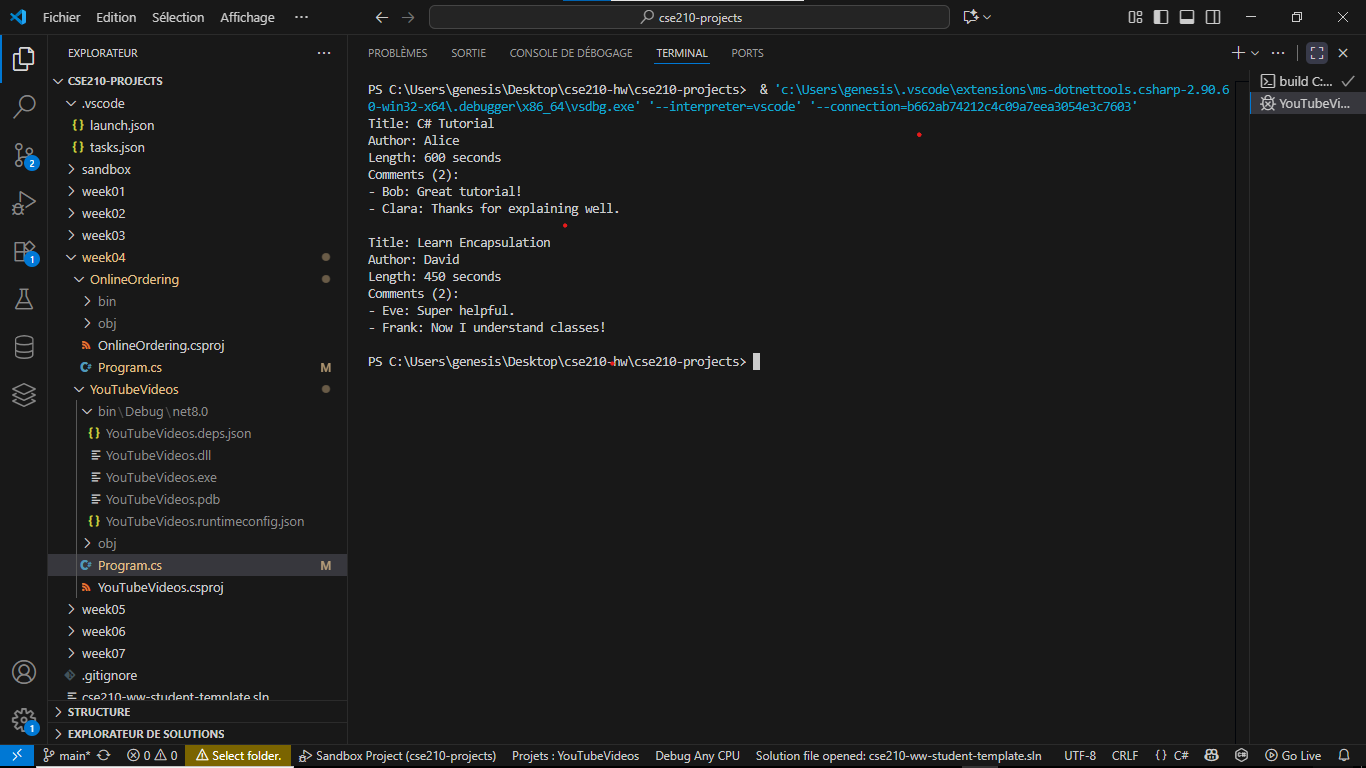 Fichier Edition Sélection Affichage ···
cse210-projects
EXPLORATEUR ···
CSE210-PROJECTS
.vscode
{} launch.json
{} tasks.json
sandbox
week01
week02
week03
week04
OnlineOrdering
bin
obj
OnlineOrdering.csproj
C# Program.cs M
YouTubeVideos
bin\Debug\net8.0
{} YouTubeVideos.deps.json
YouTubeVideos.dll
YouTubeVideos.exe
YouTubeVideos.pdb
{} YouTubeVideos.runtimeconfig.json
obj
C# Program.cs M
YouTubeVideos.csproj
week05
week06
week07
.gitignore
cse210-ww-student-template.sln
STRUCTURE
EXPLORATEUR DE SOLUTIONS
2
1
1
PROBLÈMES SORTIE CONSOLE DE DÉBOGAGE TERMINAL PORTS
PS C:\Users\genesis\Desktop\cse210-hw\cse210-projects> & 'c:\Users\genesis\.vscode\extensions\ms-dotnettools.csharp-2.90.6
0-win32-x64\.debugger\x86_64\vsdbg.exe' '--interpreter=vscode' '--connection=b662ab74212c4c09a7eea3054e3c7603'
Title: C# Tutorial
Author: Alice
Length: 600 seconds
Comments (2):
- Bob: Great tutorial!
- Clara: Thanks for explaining well.
Title: Learn Encapsulation
Author: David
Length: 450 seconds
Comments (2):
- Eve: Super helpful.
- Frank: Now I understand classes!
PS C:\Users\genesis\Desktop\cse210-hw\cse210-projects>
build C:...
YouTubeVi...
main* 0 0 Select folder. Sandbox Project (cse210-projects) Projets : YouTubeVideos Debug Any CPU Solution file opened: cse210-ww-student-template.sln UTF-8 CRLF {} C# Go Live